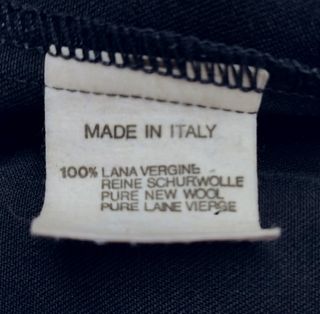 MADE IN ITALY
100% LANA VERGINE
REINE SCHURWOLLE
PURE NEW WOOL
PURE LAINE VIERGE